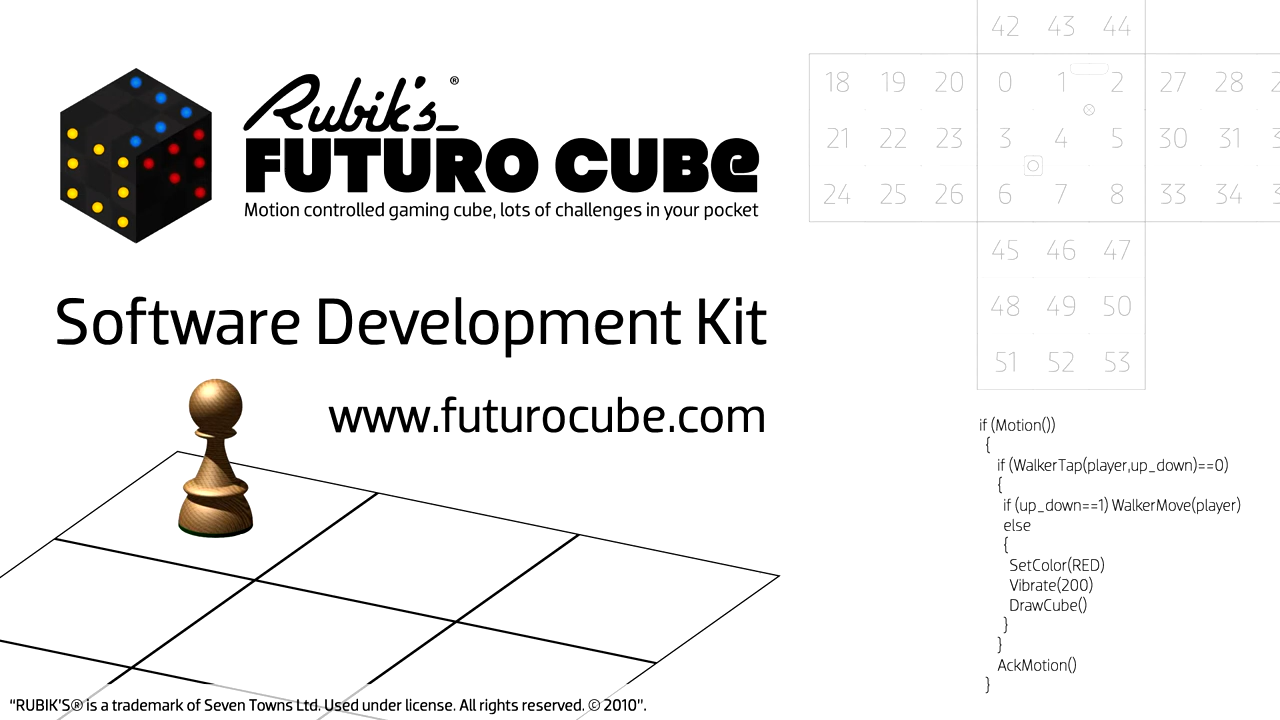 Rubik's®
FUTURO CUBE
Motion controlled gaming cube, lots of challenges in your pocket
Software Development Kit
www.futurocube.com
42 43 44
18 19 20 0 1 2 27 28
21 22 23 3 4 5 30 31
24 25 26 6 7 8 33 34
45 46 47
48 49 50
51 52 53
if (Motion())
{
if (WalkerTap(player,up_down)==0)
{
if (up_down==1) WalkerMove(player)
else
{
SetColor(RED)
Vibrate(200)
DrawCube()
}
}
AckMotion()
}
“RUBIK'S® is a trademark of Seven Towns Ltd. Used under license. All rights reserved. © 2010”.